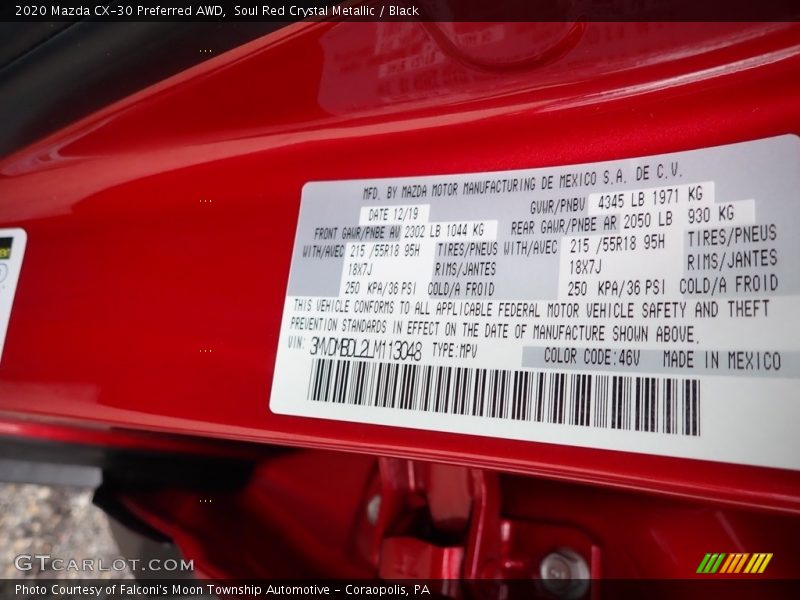 2020 Mazda CX-30 Preferred AWD,  Soul Red Crystal Metallic / Black
MFD. BY MAZDA MOTOR MANUFACTURING DE MEXICO S.A. DE C.V.
DATE 12/19 GVWR/PNBV 4345 LB 1971 KG
FRONT GAWR/PNBE AV 2302 LB 1044 KG REAR GAWR/PNBE AR 2050 LB 930 KG
WITH/AVEC 215 /55R18 95H TIRES/PNEUS WITH/AVEC 215 /55R18 95H TIRES/PNEUS
18X7J RIMS/JANTES 18X7J RIMS/JANTES
250 KPA/36 PSI COLD/A FROID 250 KPA/36 PSI COLD/A FROID
THIS VEHICLE CONFORMS TO ALL APPLICABLE FEDERAL MOTOR VEHICLE SAFETY AND THEFT
PREVENTION STANDARDS IN EFFECT ON THE DATE OF MANUFACTURE SHOWN ABOVE.
VIN: 3MVDMBDL2LM113048 TYPE:MPV COLOR CODE:46V MADE IN MEXICO
GTCARLOT.COM
Photo Courtesy of Falconi's Moon Township Automotive - Coraopolis, PA